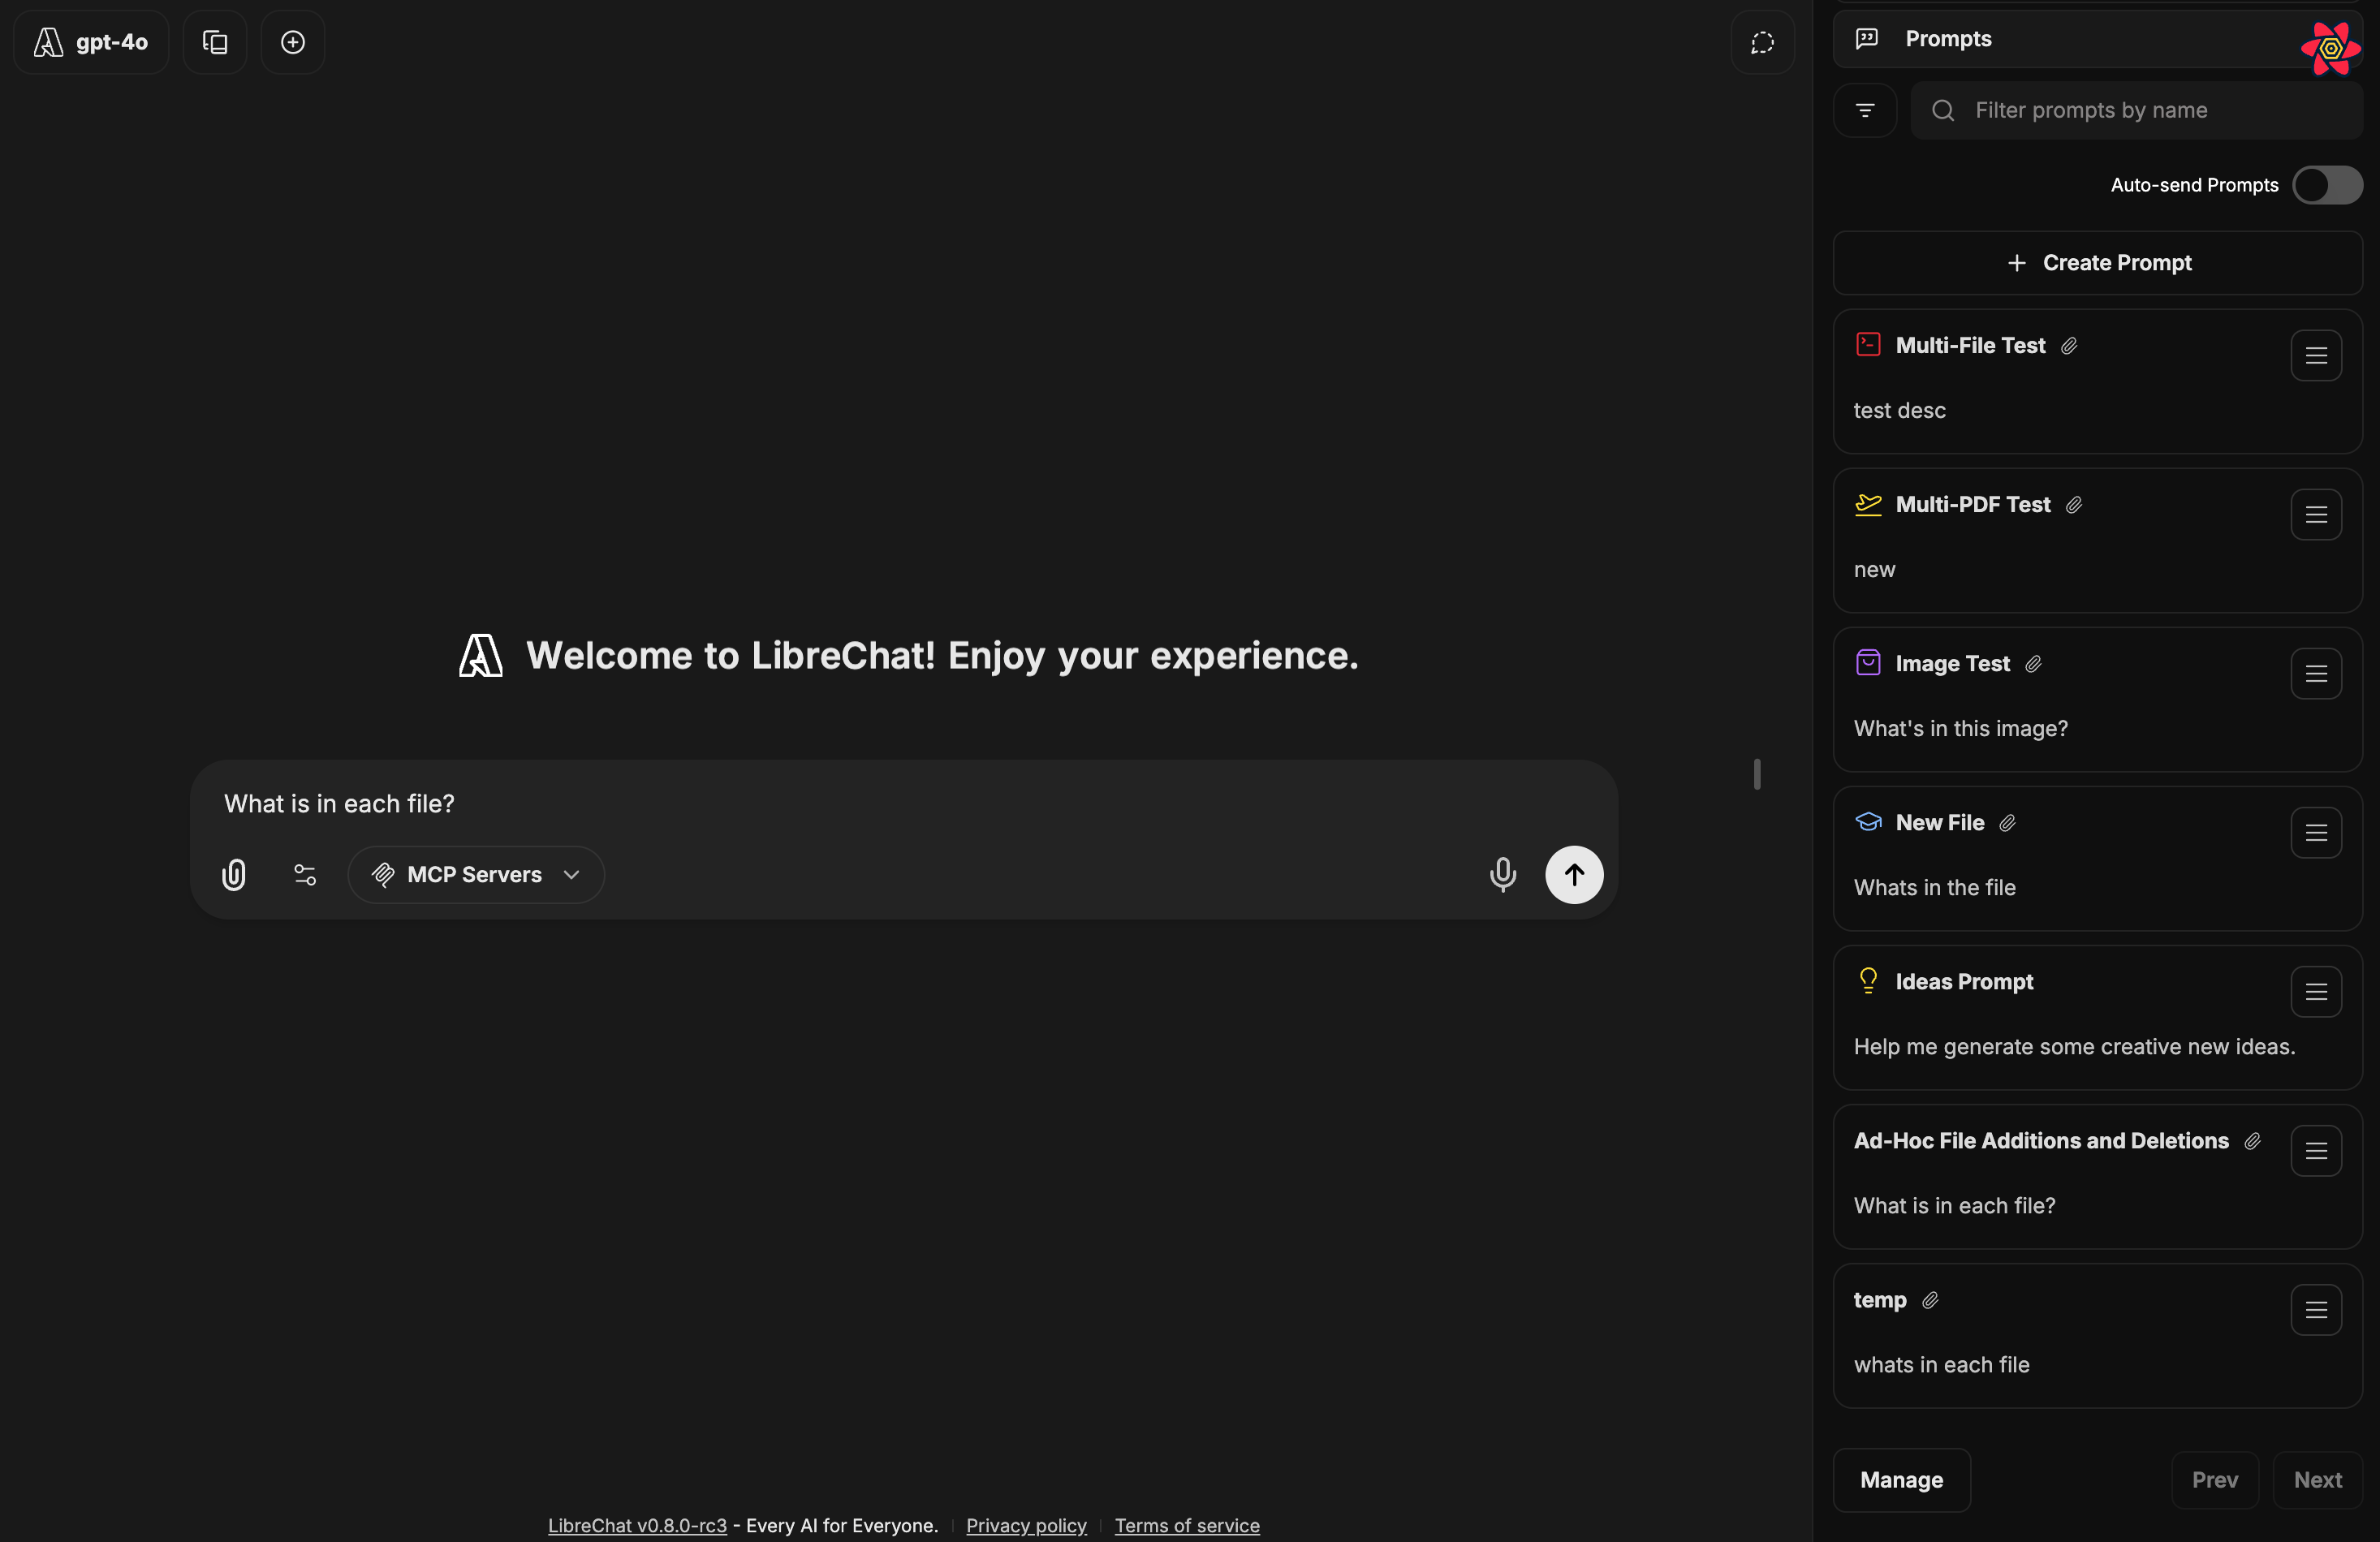 gpt-4o
Welcome to LibreChat! Enjoy your experience.
What is in each file?
MCP Servers
LibreChat v0.8.0-rc3 - Every AI for Everyone. | Privacy policy | Terms of service
Prompts
Filter prompts by name
Auto-send Prompts
Create Prompt
Multi-File Test
test desc
Multi-PDF Test
new
Image Test
What's in this image?
New File
Whats in the file
Ideas Prompt
Help me generate some creative new ideas.
Ad-Hoc File Additions and Deletions
What is in each file?
temp
whats in each file
Manage
Prev
Next